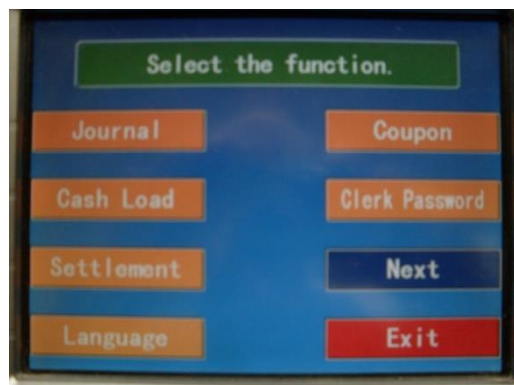 Select the function.
Journal
Coupon
Cash Load
Clerk Password
Settlement
Next
Language
Exit